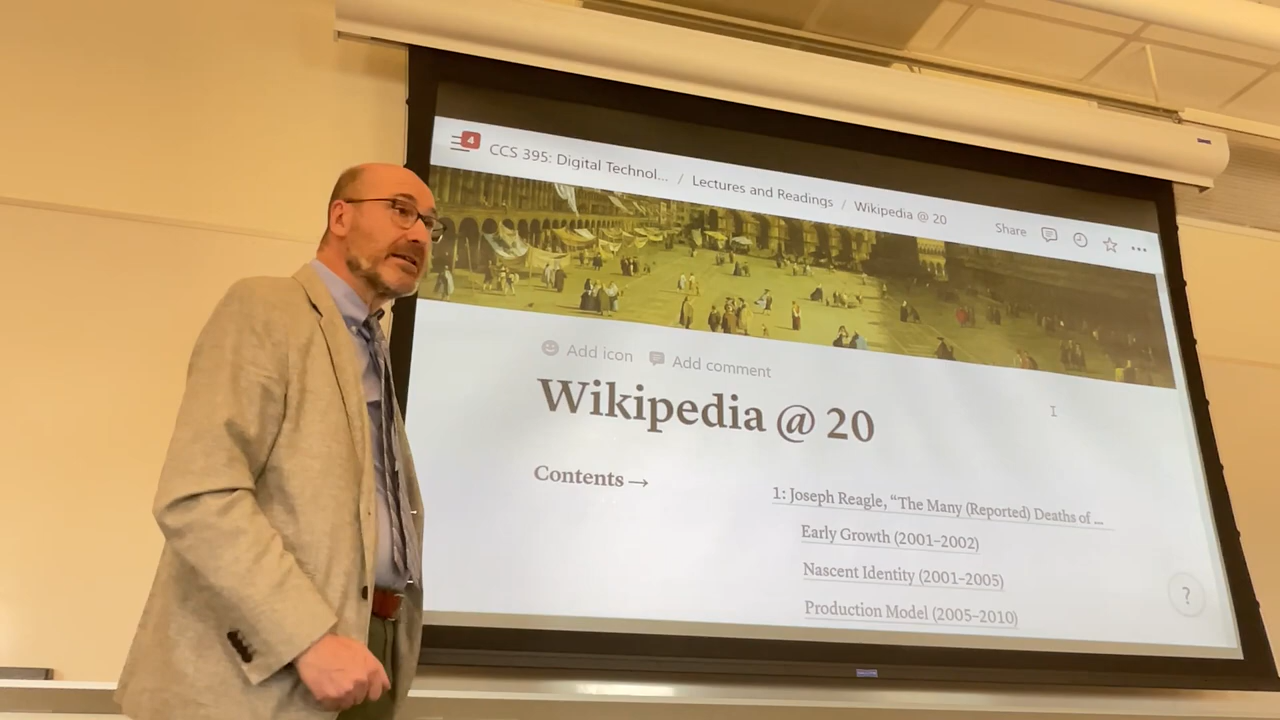 4
CCS 395: Digital Technol... / Lectures and Readings / Wikipedia @ 20
Share
Add icon Add comment
Wikipedia @ 20
Contents →
1: Joseph Reagle, “The Many (Reported) Deaths of ...
Early Growth (2001–2002)
Nascent Identity (2001–2005)
Production Model (2005–2010)
?